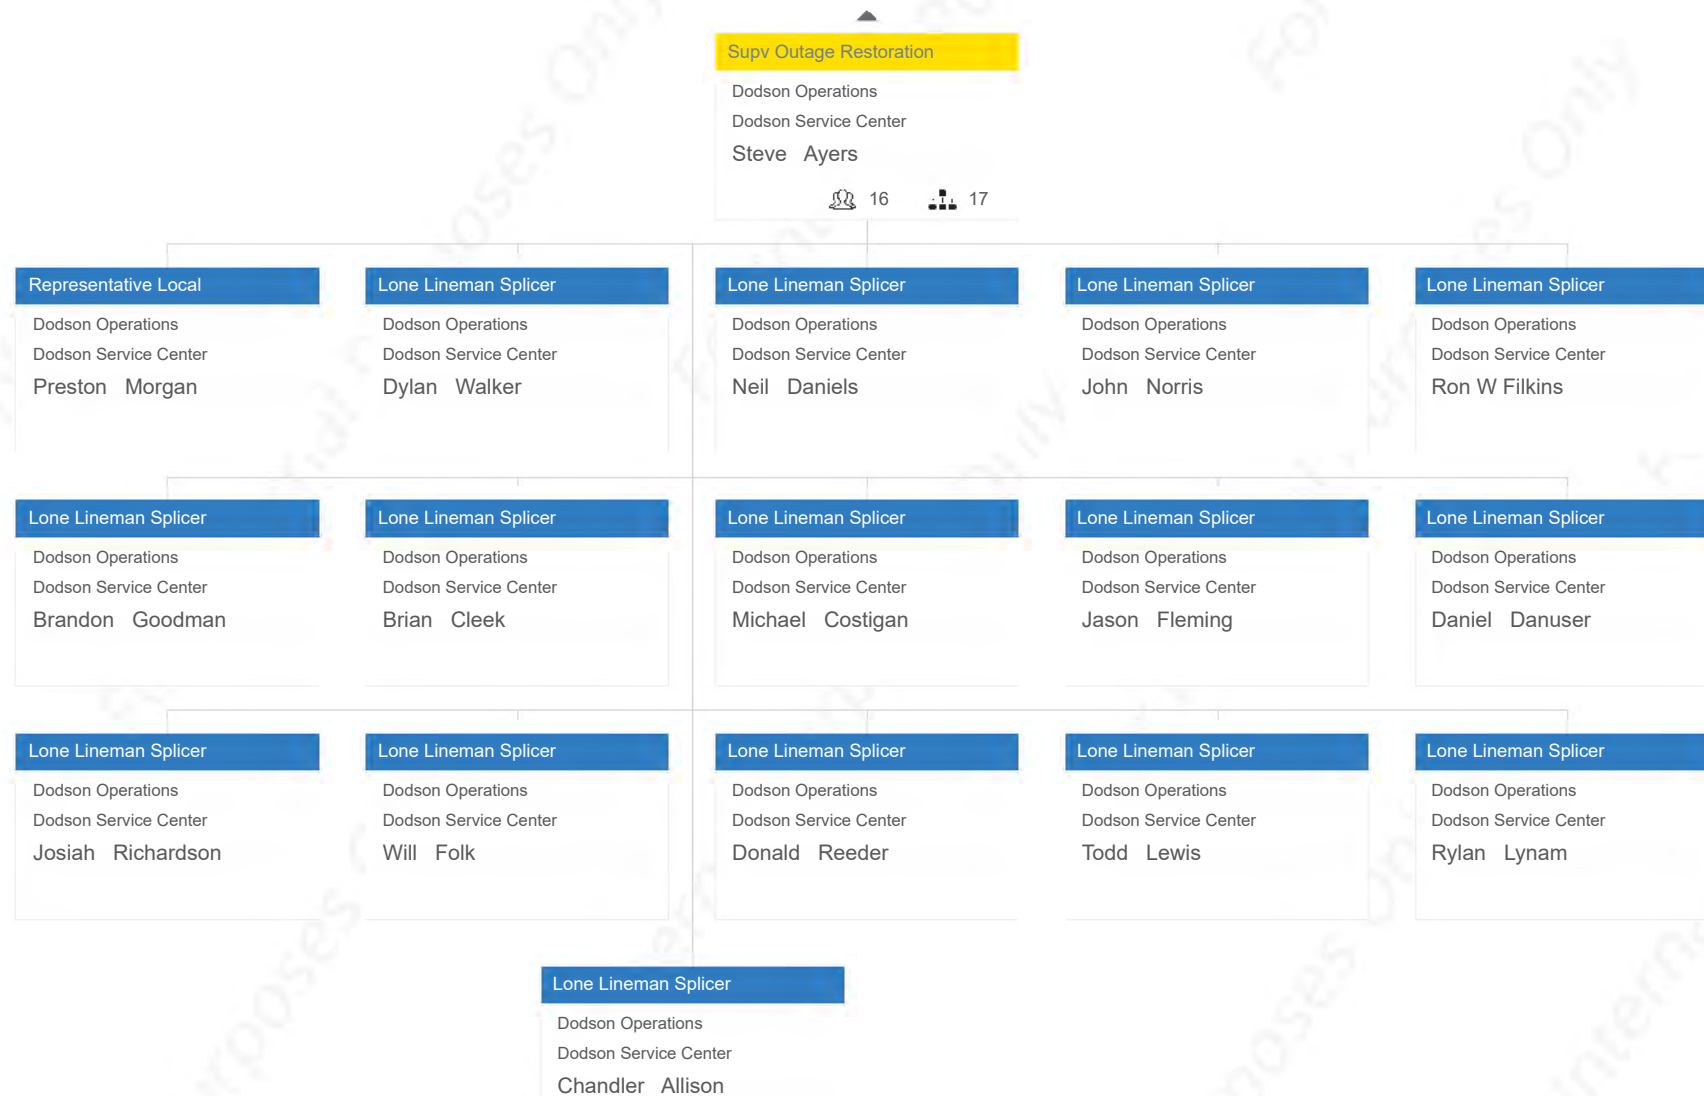 Supv Outage Restoration
Dodson Operations
Dodson Service Center
Steve Ayers
16 17
Representative Local
Dodson Operations
Dodson Service Center
Preston Morgan
Lone Lineman Splicer
Dodson Operations
Dodson Service Center
Dylan Walker
Lone Lineman Splicer
Dodson Operations
Dodson Service Center
Neil Daniels
Lone Lineman Splicer
Dodson Operations
Dodson Service Center
John Norris
Lone Lineman Splicer
Dodson Operations
Dodson Service Center
Ron W Filkins
Lone Lineman Splicer
Dodson Operations
Dodson Service Center
Brandon Goodman
Lone Lineman Splicer
Dodson Operations
Dodson Service Center
Brian Cleek
Lone Lineman Splicer
Dodson Operations
Dodson Service Center
Michael Costigan
Lone Lineman Splicer
Dodson Operations
Dodson Service Center
Jason Fleming
Lone Lineman Splicer
Dodson Operations
Dodson Service Center
Daniel Danuser
Lone Lineman Splicer
Dodson Operations
Dodson Service Center
Josiah Richardson
Lone Lineman Splicer
Dodson Operations
Dodson Service Center
Will Folk
Lone Lineman Splicer
Dodson Operations
Dodson Service Center
Donald Reeder
Lone Lineman Splicer
Dodson Operations
Dodson Service Center
Todd Lewis
Lone Lineman Splicer
Dodson Operations
Dodson Service Center
Rylan Lynam
Lone Lineman Splicer
Dodson Operations
Dodson Service Center
Chandler Allison